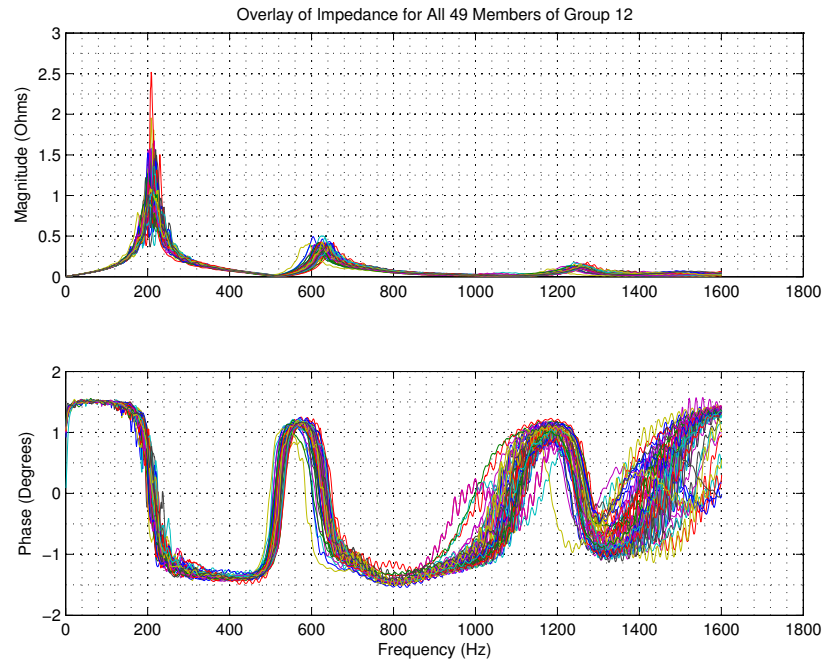 Overlay of Impedance for All 49 Members of Group 12
3
2.5
2
1.5
1
0.5
0
Magnitude (Ohms)
0 200 400 600 800 1000 1200 1400 1600 1800
2
1
0
−1
−2
Phase (Degrees)
0 200 400 600 800 1000 1200 1400 1600 1800
Frequency (Hz)